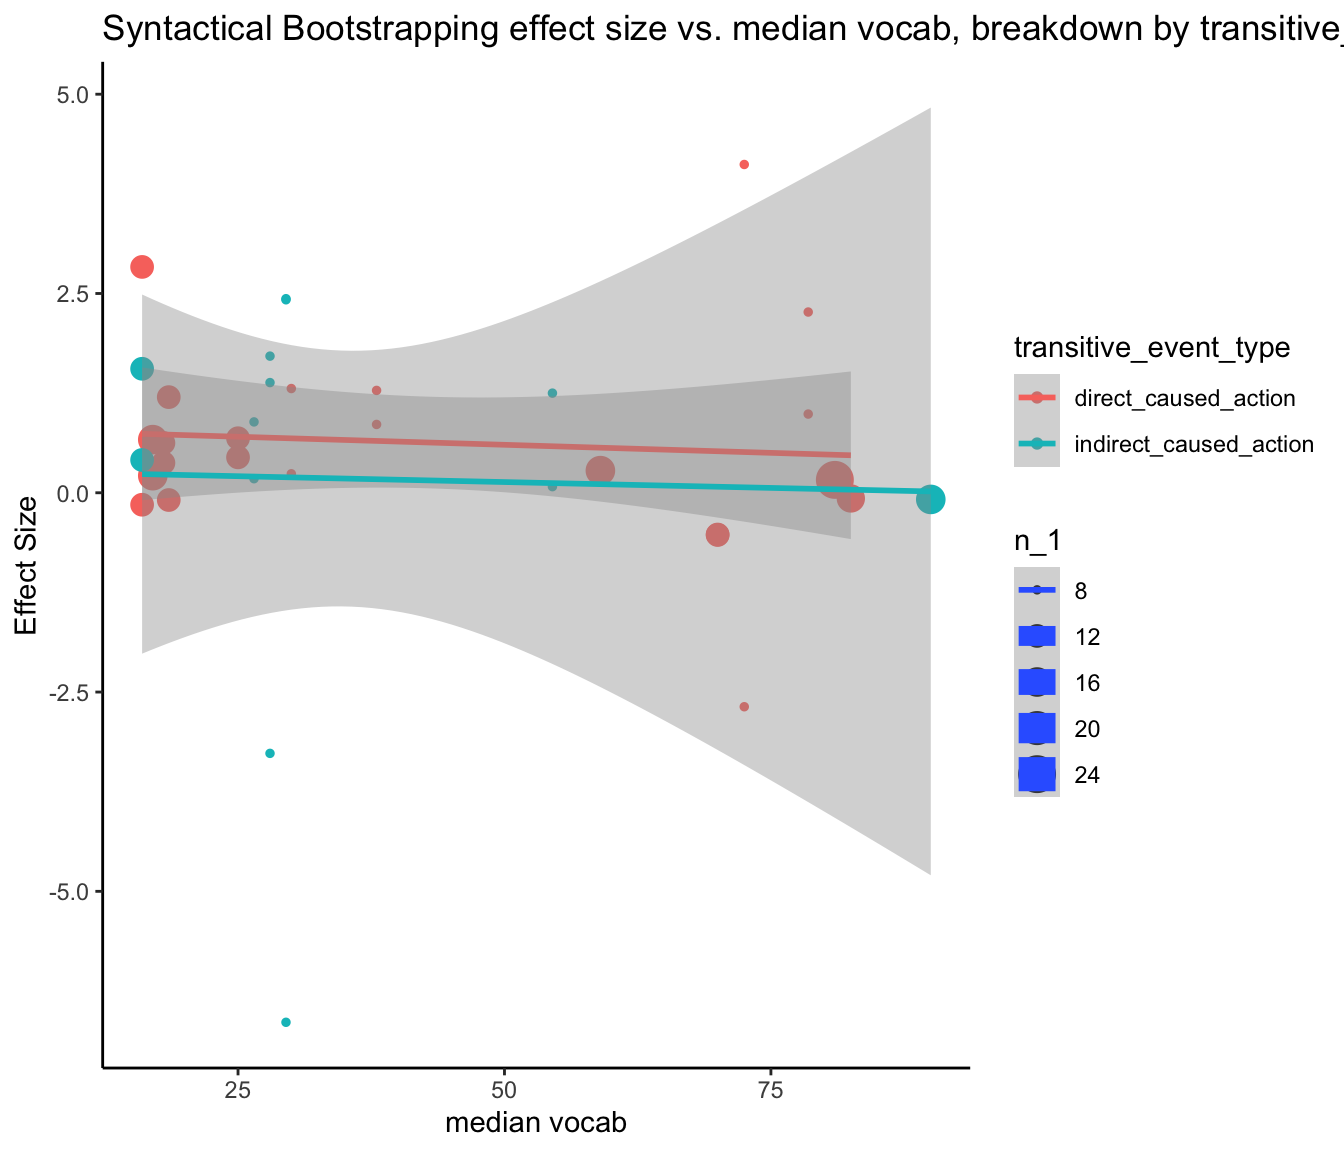 Syntactical Bootstrapping effect size vs. median vocab, breakdown by transitive_
5.0
2.5
0.0
-2.5
-5.0
Effect Size
25 50 75
median vocab
transitive_event_type
direct_caused_action
indirect_caused_action
n_1
8
12
16
20
24